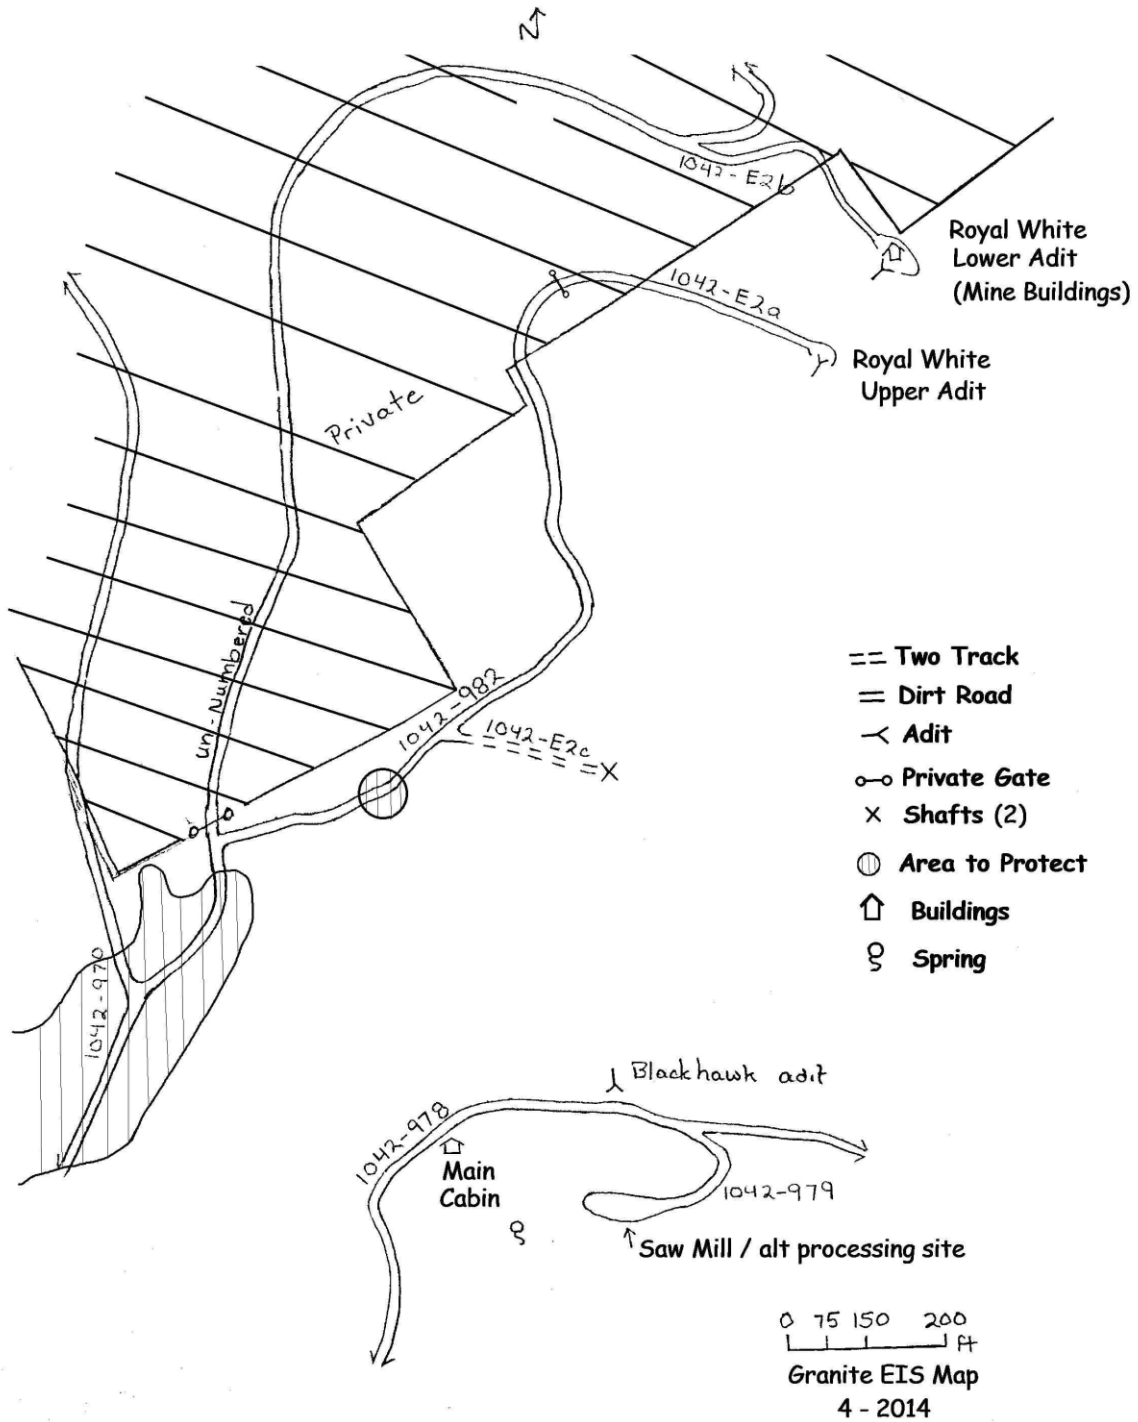 N
1042-E2b
Royal White
Lower Adit
(Mine Buildings)
1042-E2a
Royal White
Upper Adit
Private
un-Numbered
1042-982
1042-E2c
== Two Track
= Dirt Road
Adit
Private Gate
X Shafts (2)
Area to Protect
Buildings
Spring
1042-970
Blackhawk adit
1042-978
Main
Cabin
1042-979
Saw Mill / alt processing site
0 75 150 200
ft
Granite EIS Map
4 - 2014